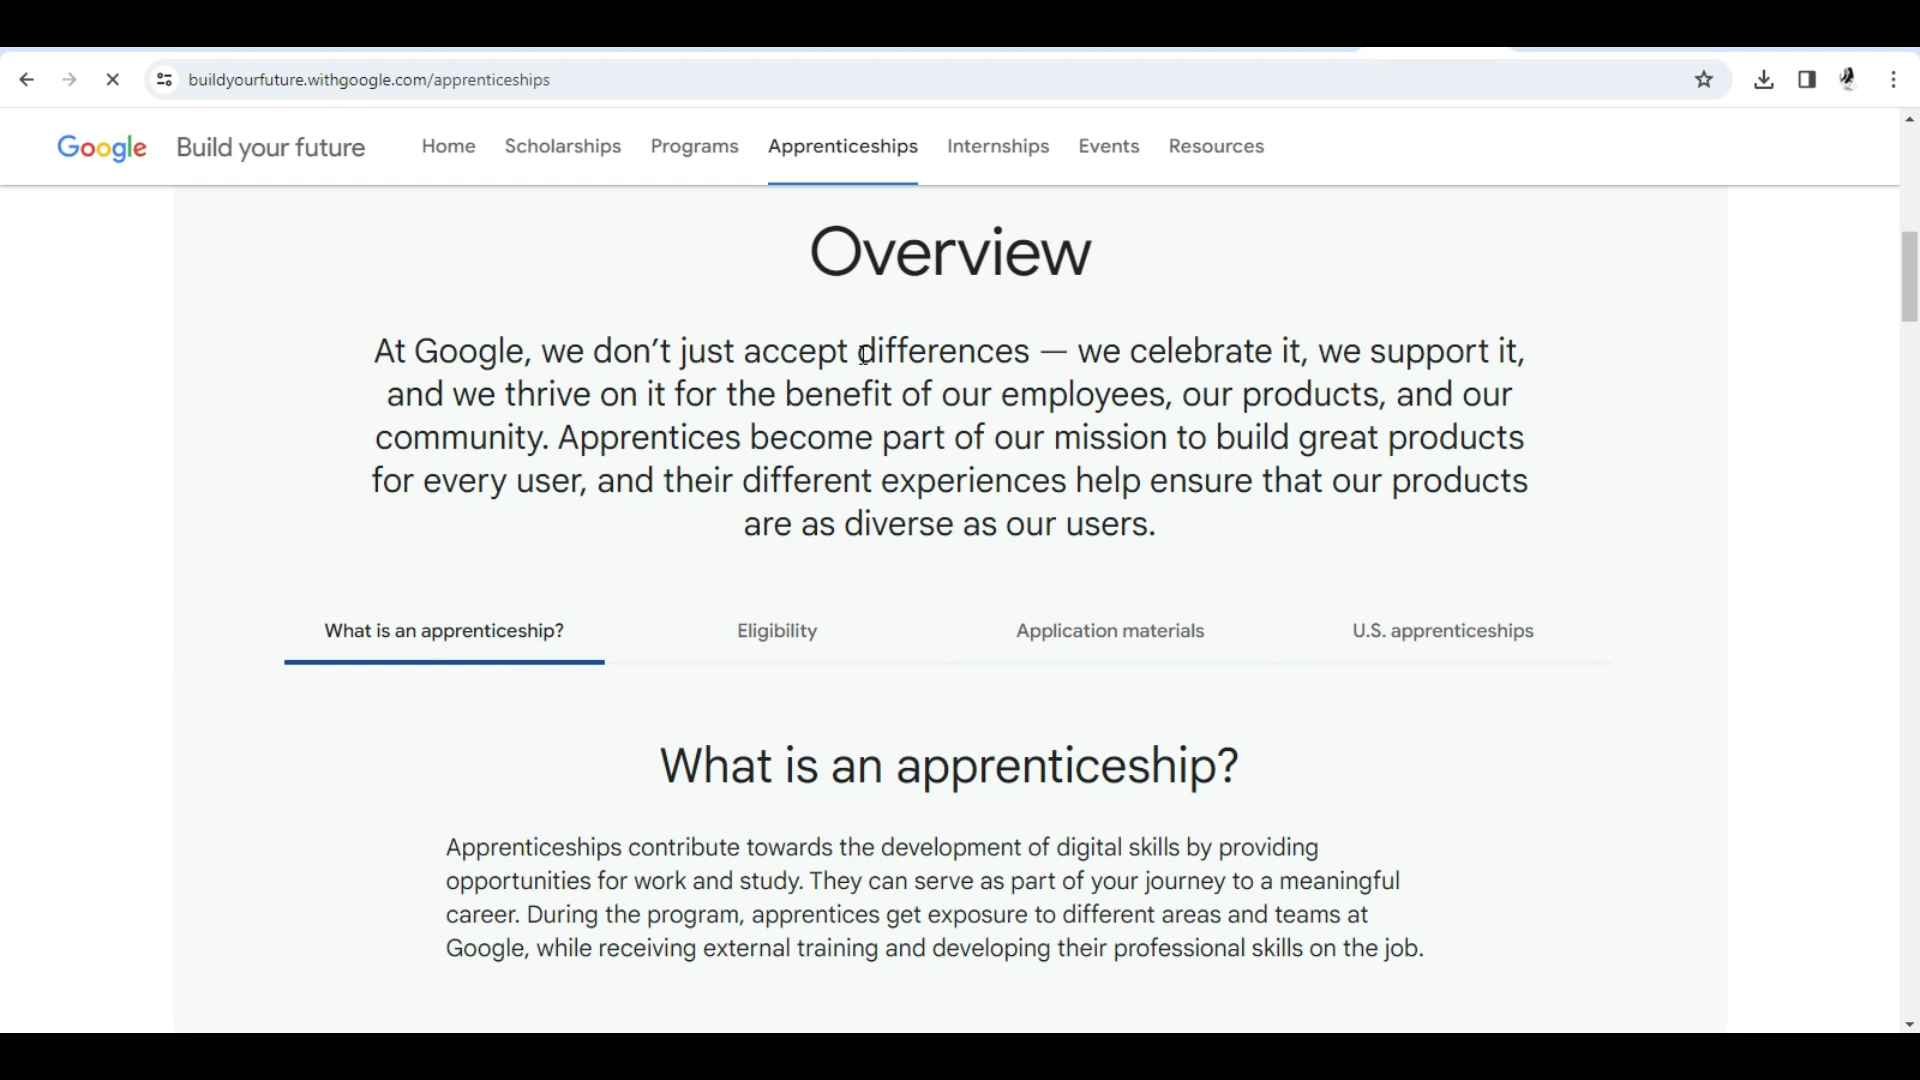 buildyourfuture.withgoogle.com/apprenticeships
Google Build your future Home Scholarships Programs Apprenticeships Internships Events Resources
Overview
At Google, we don’t just accept differences — we celebrate it, we support it,
and we thrive on it for the benefit of our employees, our products, and our
community. Apprentices become part of our mission to build great products
for every user, and their different experiences help ensure that our products
are as diverse as our users.
What is an apprenticeship? Eligibility Application materials U.S. apprenticeships
What is an apprenticeship?
Apprenticeships contribute towards the development of digital skills by providing
opportunities for work and study. They can serve as part of your journey to a meaningful
career. During the program, apprentices get exposure to different areas and teams at
Google, while receiving external training and developing their professional skills on the job.